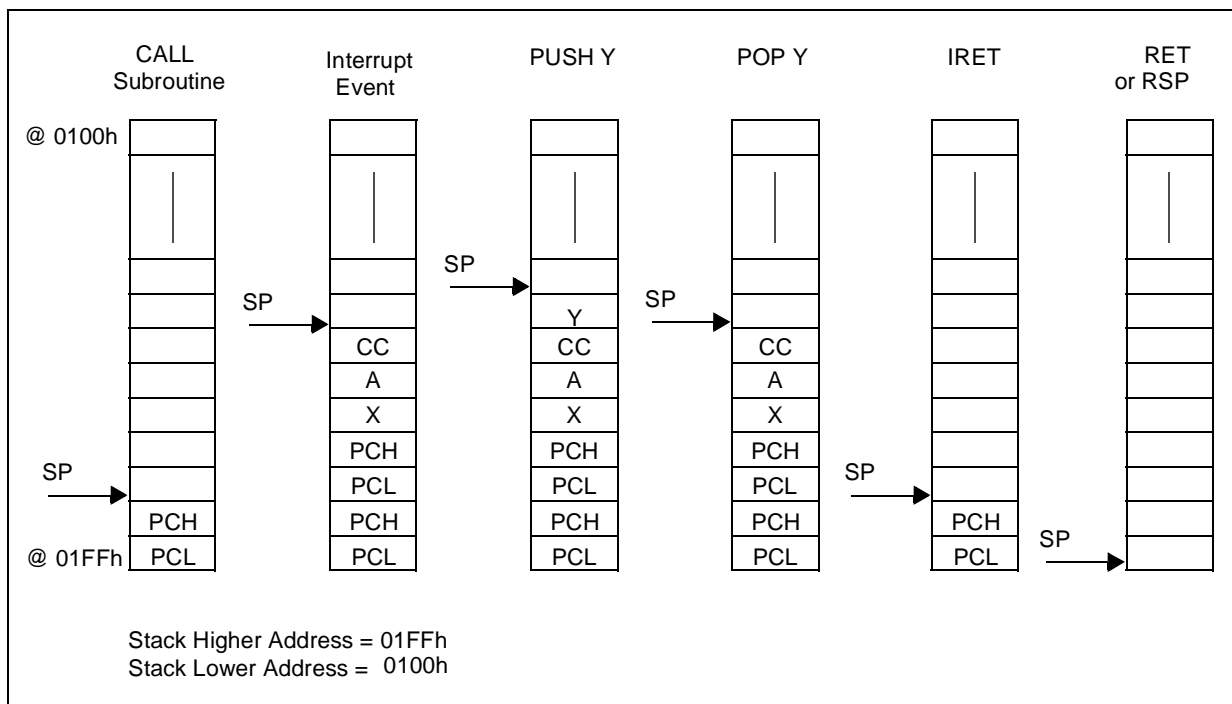 CALL
Subroutine
Interrupt
Event
PUSH Y
POP Y
IRET
RET
or RSP
@ 0100h
SP
SP
SP
Y
CC
CC
CC
A
A
A
X
X
X
PCH
PCH
PCH
SP
PCL
PCL
PCL
SP
PCH
PCH
PCH
PCH
PCH
@ 01FFh
PCL
PCL
PCL
PCL
PCL
SP
Stack Higher Address = 01FFh
Stack Lower Address = 0100h